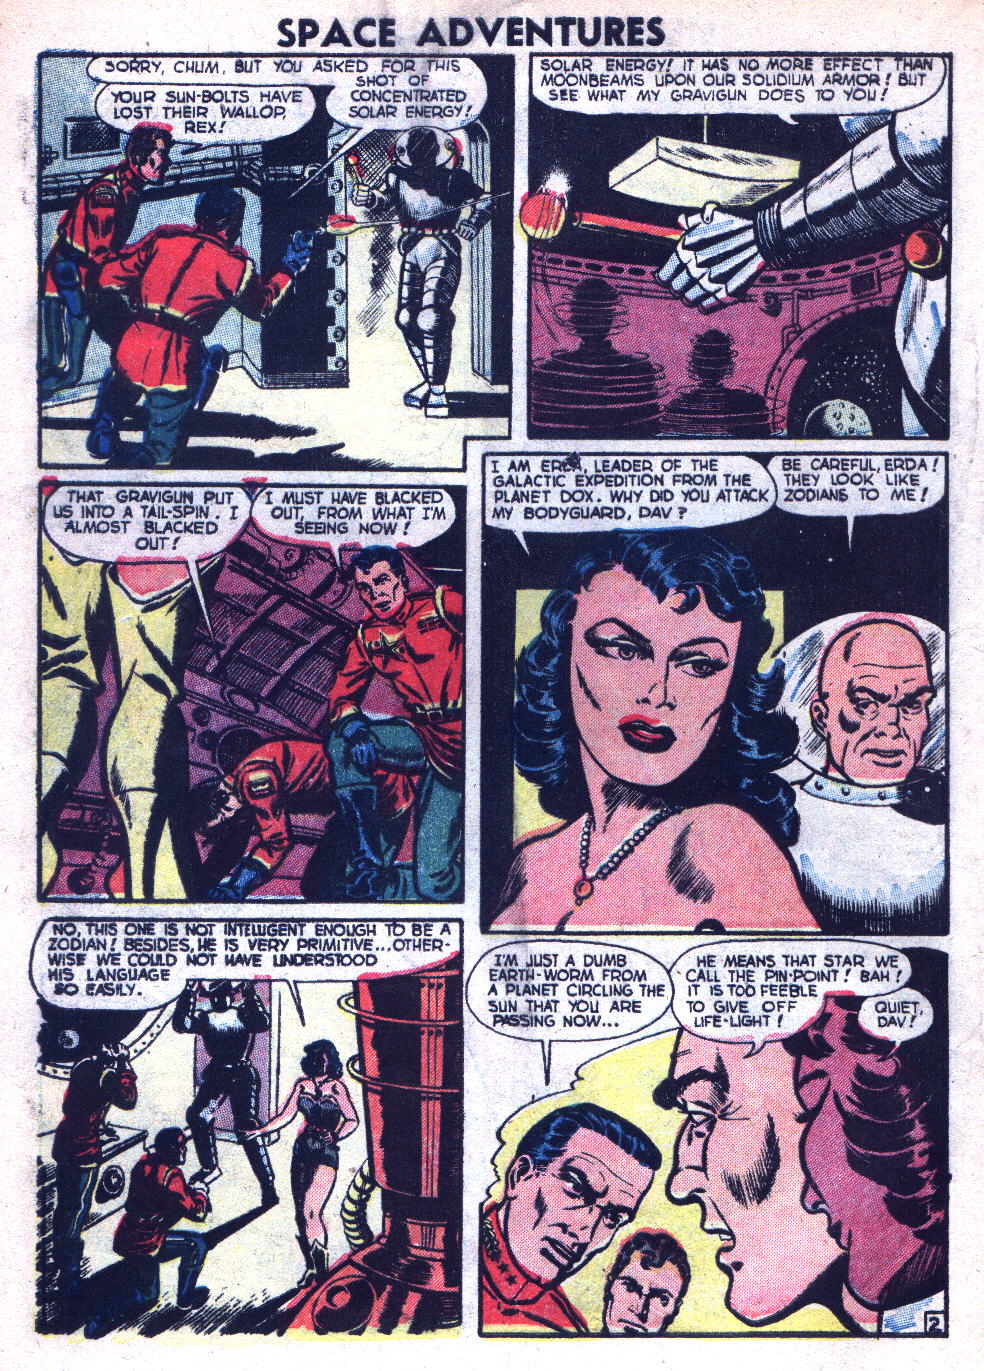 SPACE ADVENTURES
SORRY, CHUM, BUT YOU ASKED FOR THIS
SHOT OF
CONCENTRATED
SOLAR ENERGY!
YOUR SUN-BOLTS HAVE
LOST THEIR WALLOP,
REX!
SOLAR ENERGY! IT HAS NO MORE EFFECT THAN
MOONBEAMS UPON OUR SOLIDIUM ARMOR! BUT
SEE WHAT MY GRAVIGUN DOES TO YOU!
THAT GRAVIGUN PUT
US INTO A TAIL-SPIN. I
ALMOST BLACKED
OUT!
I MUST HAVE BLACKED
OUT, FROM WHAT I'M
SEEING NOW!
I AM ERDA, LEADER OF THE
GALACTIC EXPEDITION FROM THE
PLANET DOX. WHY DID YOU ATTACK
MY BODYGUARD, DAV?
BE CAREFUL, ERDA!
THEY LOOK LIKE
ZODIANS TO ME!
NO, THIS ONE IS NOT INTELLIGENT ENOUGH TO BE A
ZODIAN! BESIDES, HE IS VERY PRIMITIVE...OTHER-
WISE WE COULD NOT HAVE UNDERSTOOD
HIS LANGUAGE
SO EASILY.
I'M JUST A DUMB
EARTH-WORM FROM
A PLANET CIRCLING THE
SUN THAT YOU ARE
PASSING NOW...
HE MEANS THAT STAR WE
CALL THE PIN-POINT! BAH!
IT IS TOO FEEBLE
TO GIVE OFF
LIFE-LIGHT!
QUIET,
DAV!
2